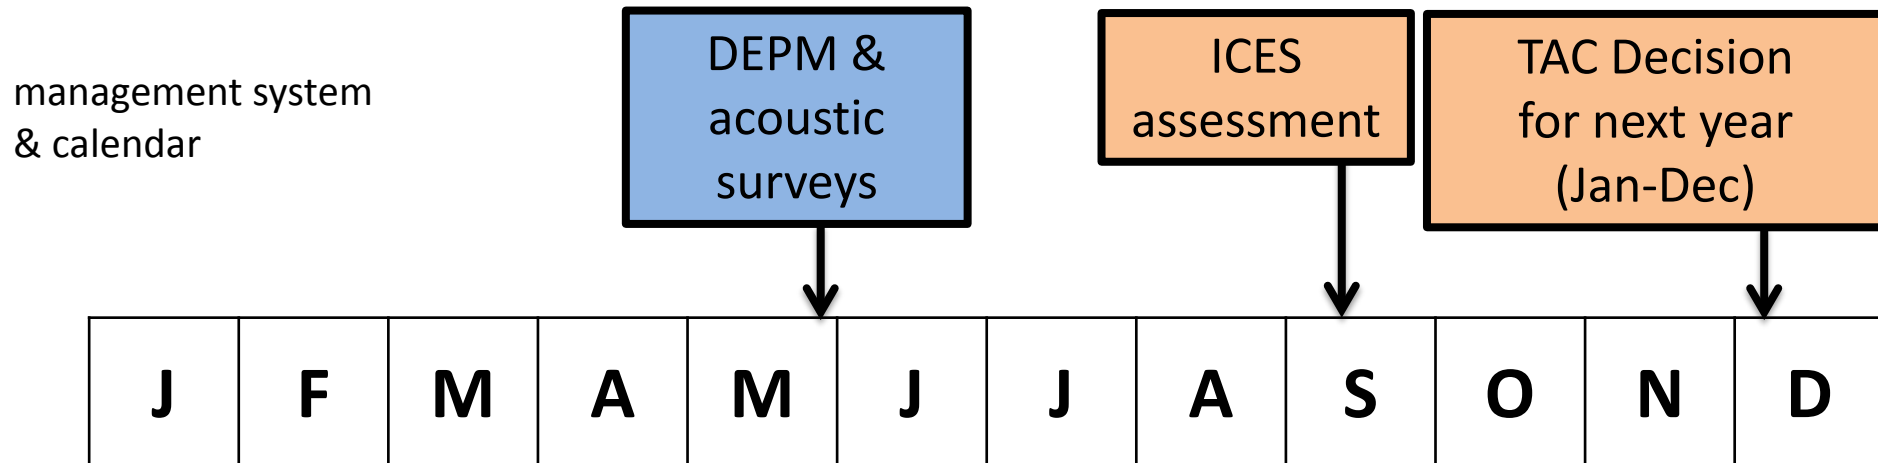 management system
& calendar
DEPM &
acoustic
surveys
ICES
assessment
TAC Decision
for next year
(Jan-Dec)
J F M A M J J A S O N D